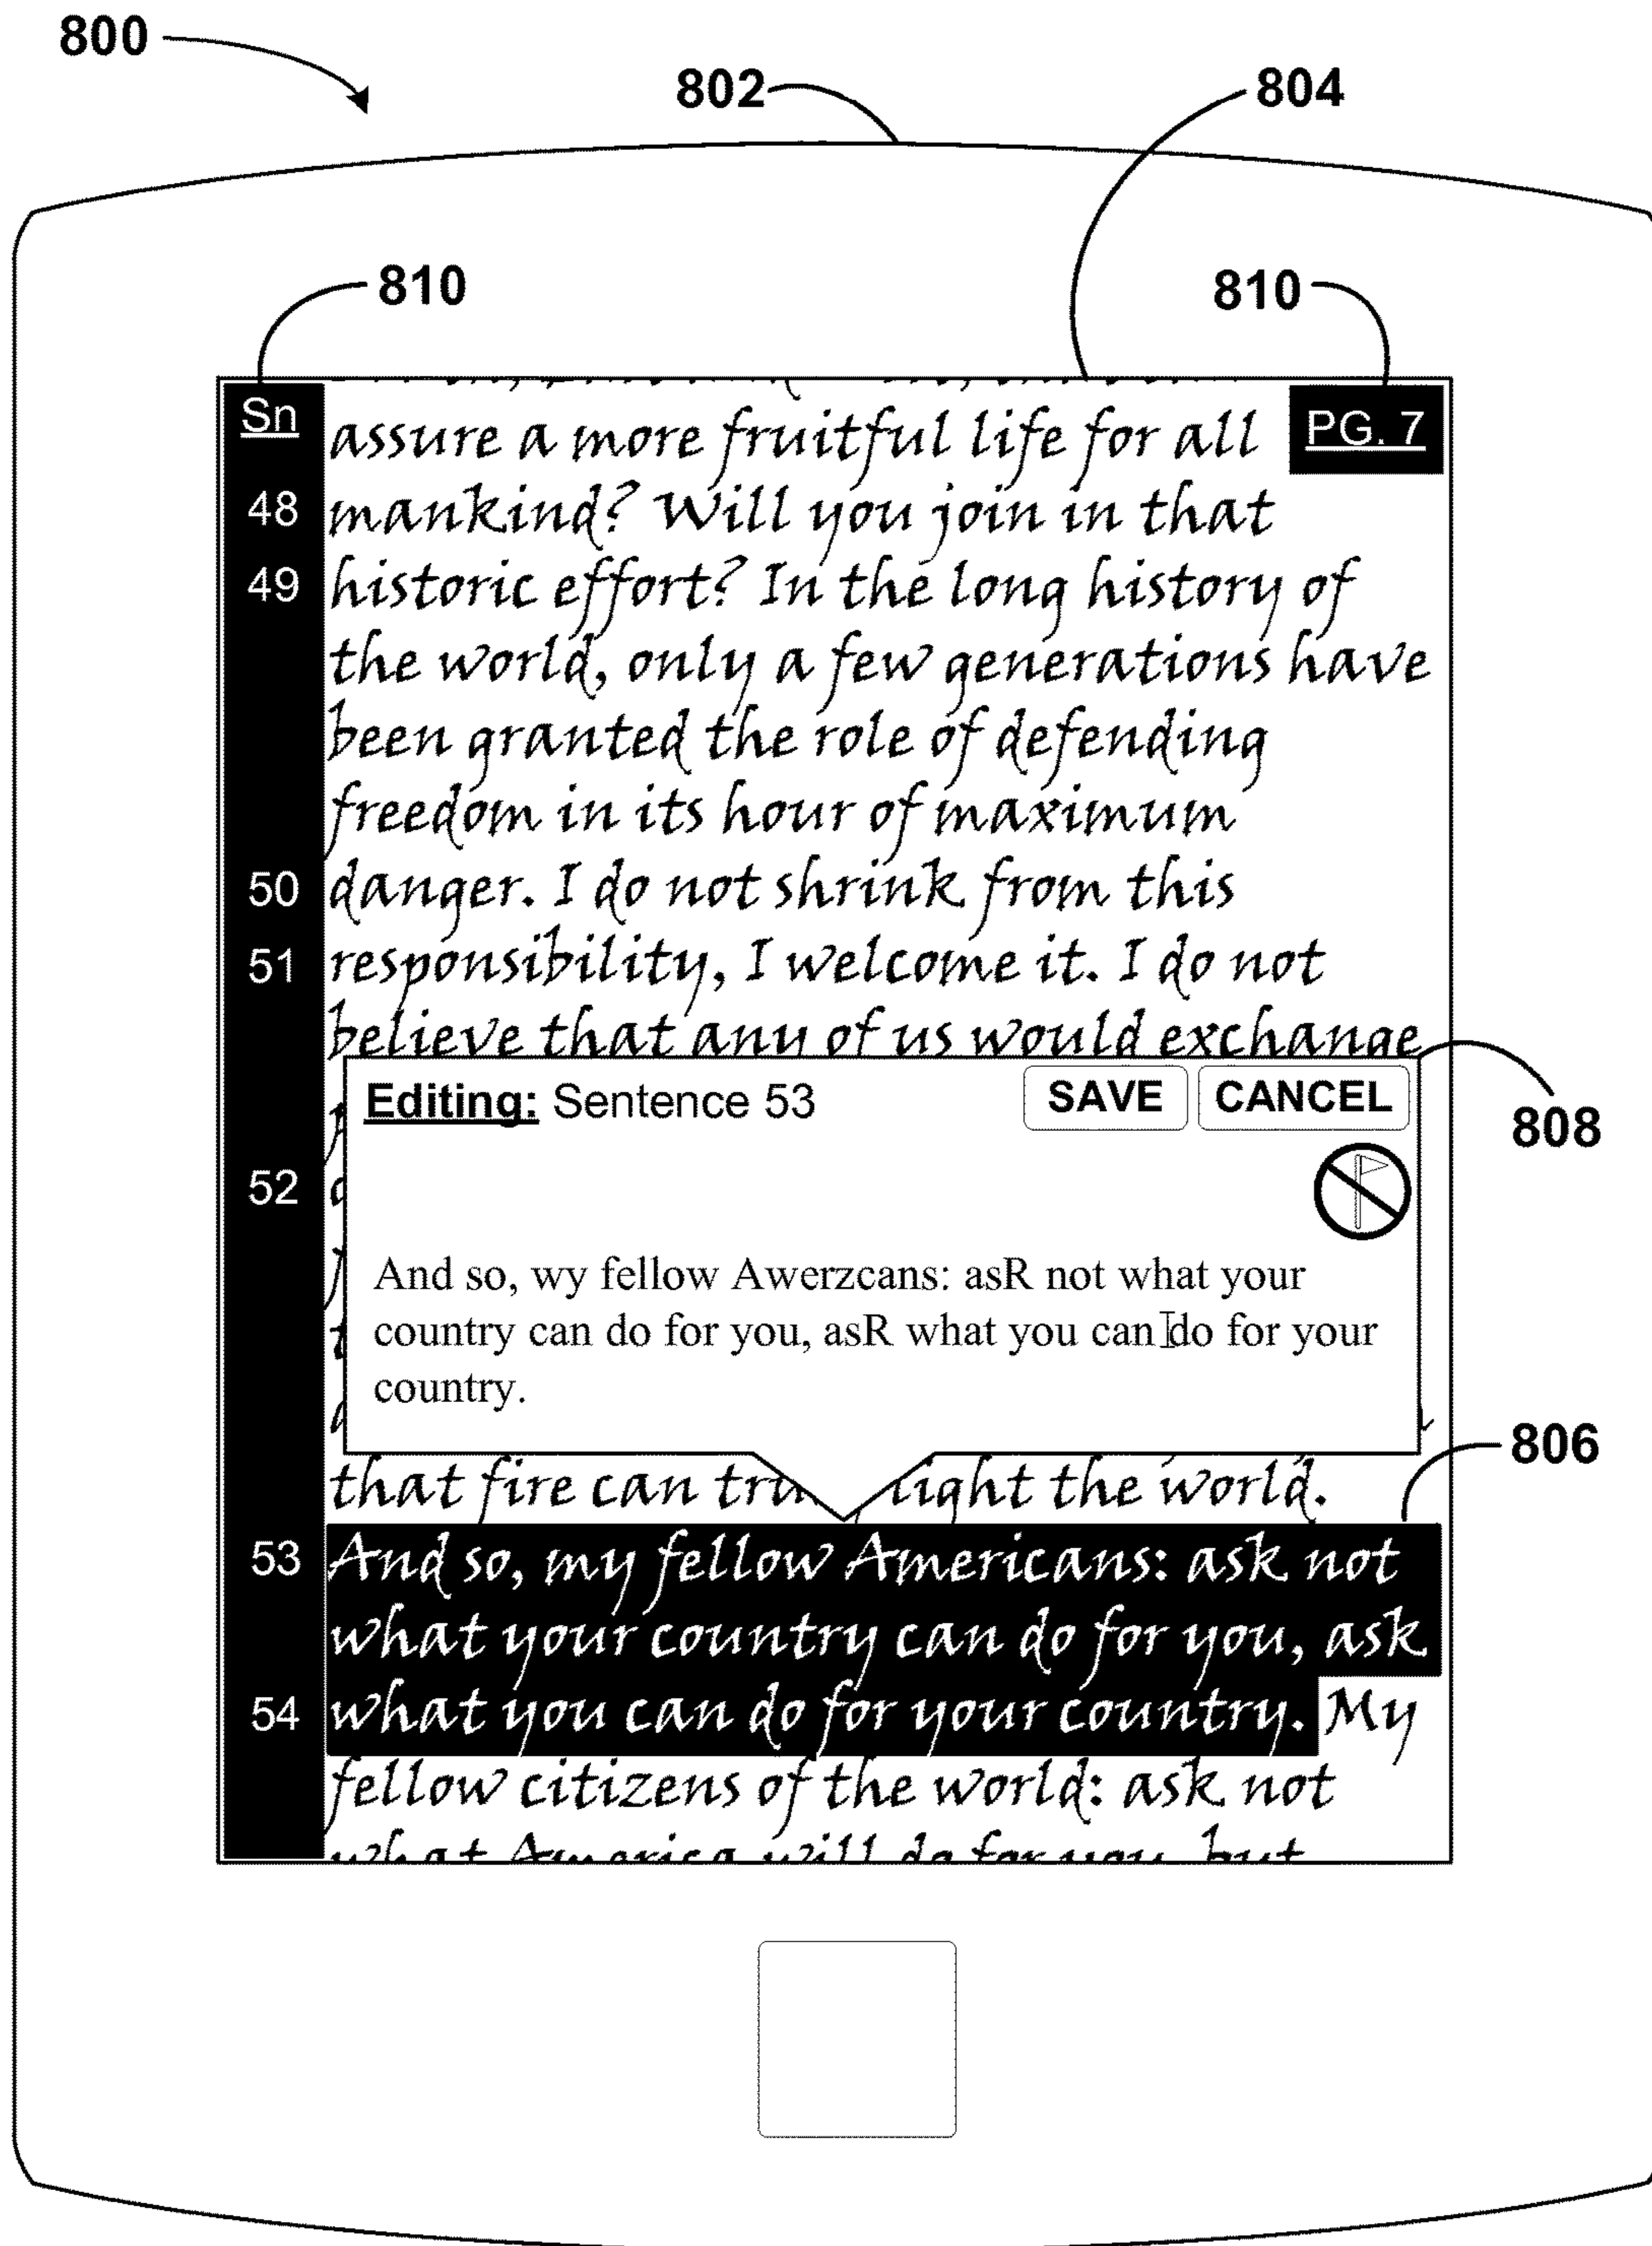 800
802
804
810
810
Sn
PG. 7
assure a more fruitful life for all
48 mankind? Will you join in that
49 historic effort? In the long history of
the world, only a few generations have
been granted the role of defending
freedom in its hour of maximum
50 danger. I do not shrink from this
51 responsibility, I welcome it. I do not
believe that any of us would exchange
808
Editing: Sentence 53
SAVE
CANCEL
52
And so, wy fellow Awerzcans: asR not what your
country can do for you, asR what you can do for your
country.
806
that fire can light the world.
53 And so, my fellow Americans: ask not
what your country can do for you, ask
54 what you can do for your country. My
fellow citizens of the world: ask not
what America will do for you, but